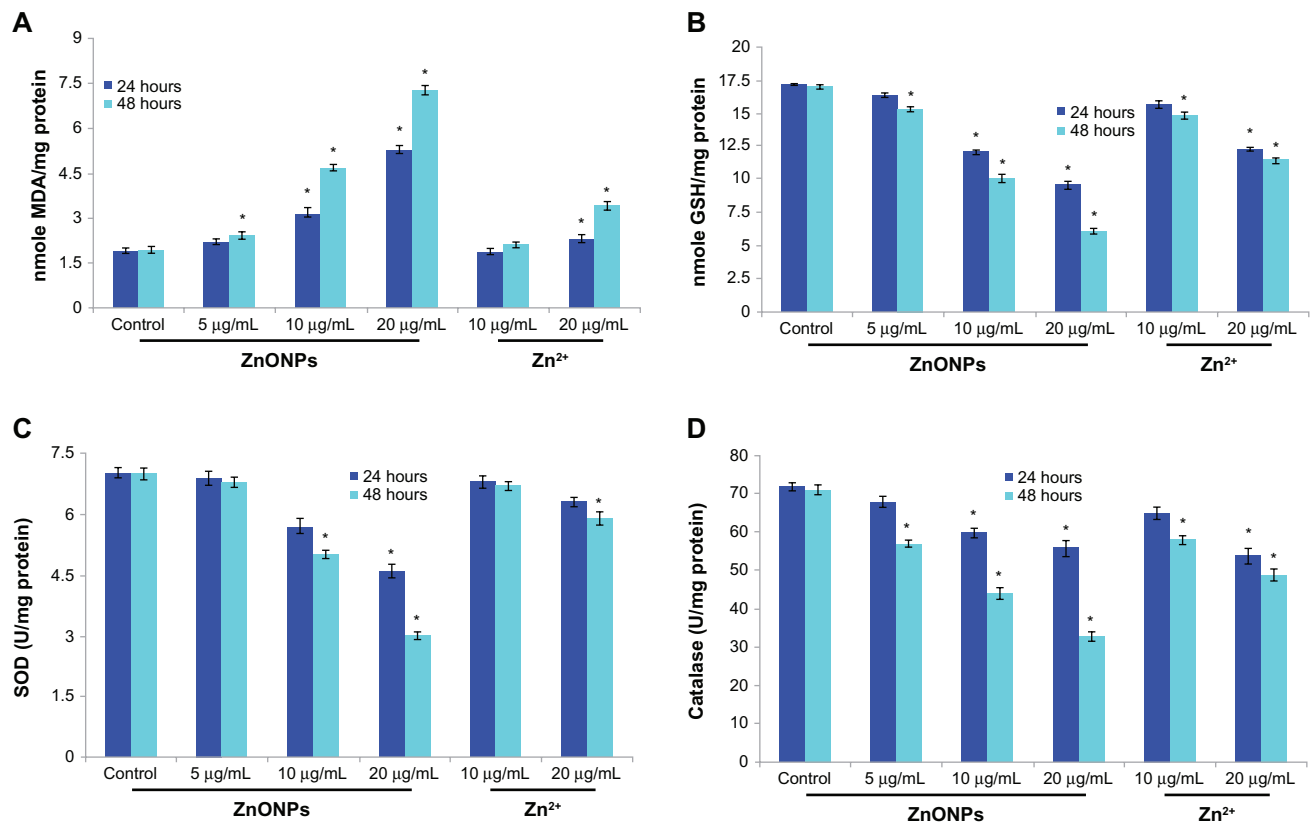 A
nmole MDA/mg protein
9
7.5
6
4.5
3
1.5
0
24 hours
48 hours
* * * * * * *
Control 5 µg/mL 10 µg/mL 20 µg/mL 10 µg/mL 20 µg/mL
ZnONPs Zn²⁺
B
nmole GSH/mg protein
20
17.5
15
12.5
10
7.5
5
2.5
0
24 hours
48 hours
* * * * * * * *
Control 5 µg/mL 10 µg/mL 20 µg/mL 10 µg/mL 20 µg/mL
ZnONPs Zn²⁺
C
SOD (U/mg protein)
7.5
6
4.5
3
1.5
0
24 hours
48 hours
* * * *
Control 5 µg/mL 10 µg/mL 20 µg/mL 10 µg/mL 20 µg/mL
ZnONPs Zn²⁺
D
Catalase (U/mg protein)
80
70
60
50
40
30
20
10
0
24 hours
48 hours
* * * * * * * *
Control 5 µg/mL 10 µg/mL 20 µg/mL 10 µg/mL 20 µg/mL
ZnONPs Zn²⁺